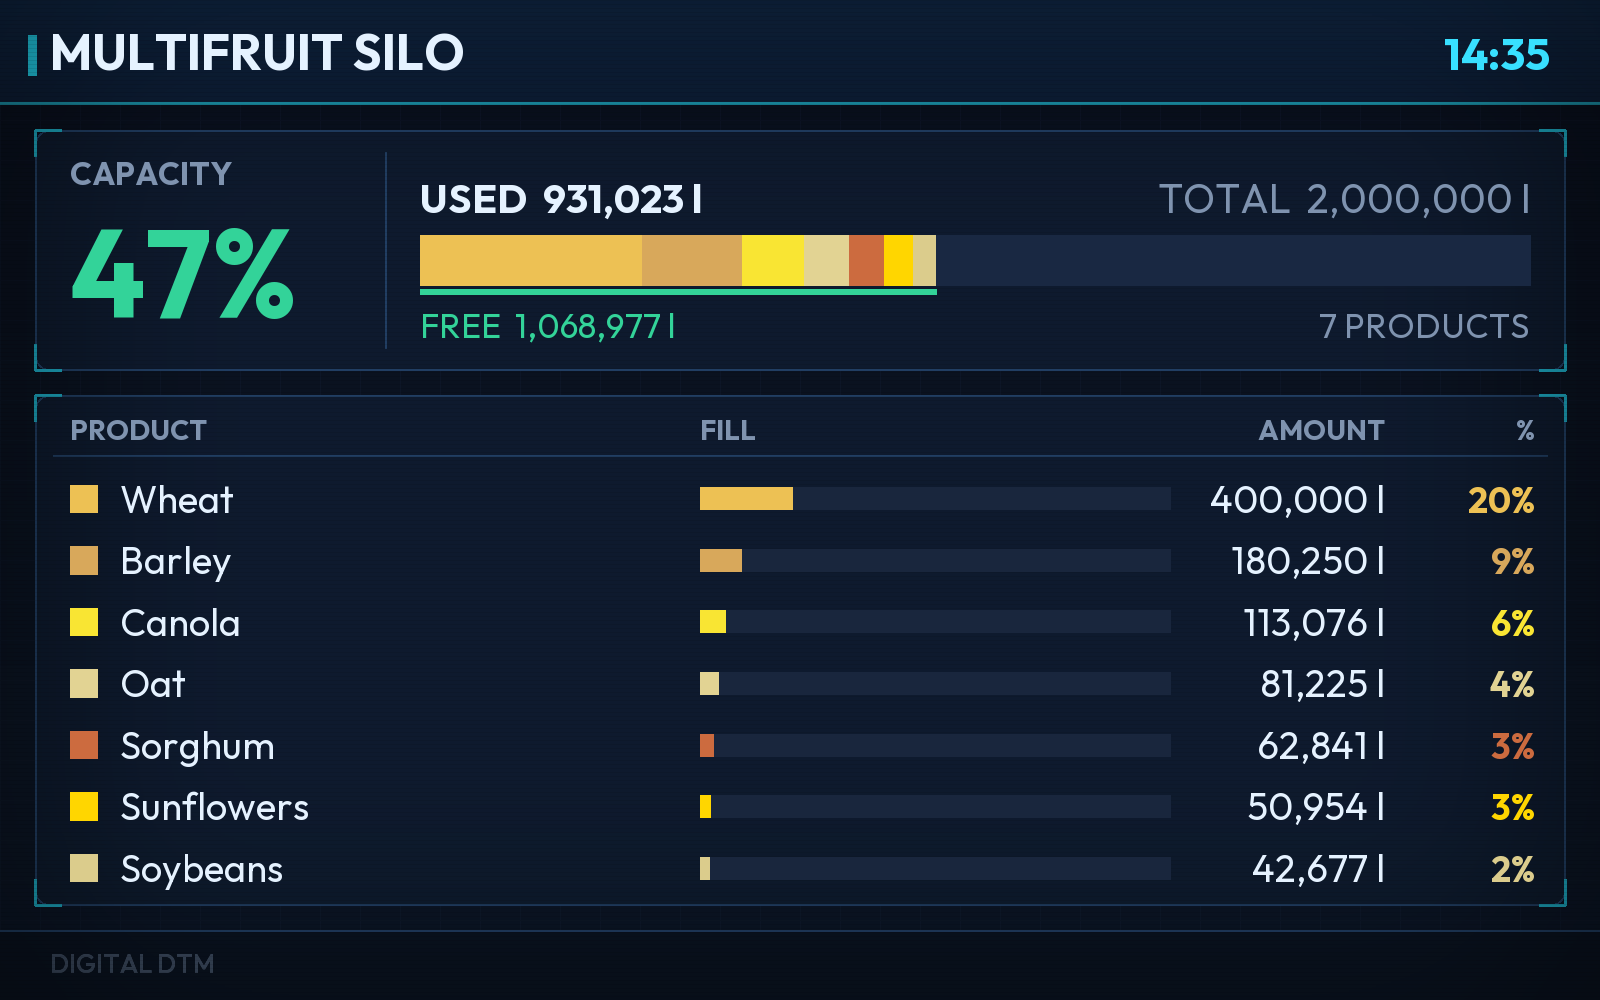 MULTIFRUIT SILO 14:35
CAPACITY
47%
USED 931,023 l TOTAL 2,000,000 l
FREE 1,068,977 l 7 PRODUCTS
PRODUCT FILL AMOUNT %
Wheat 400,000 l 20%
Barley 180,250 l 9%
Canola 113,076 l 6%
Oat 81,225 l 4%
Sorghum 62,841 l 3%
Sunflowers 50,954 l 3%
Soybeans 42,677 l 2%
DIGITAL DTM